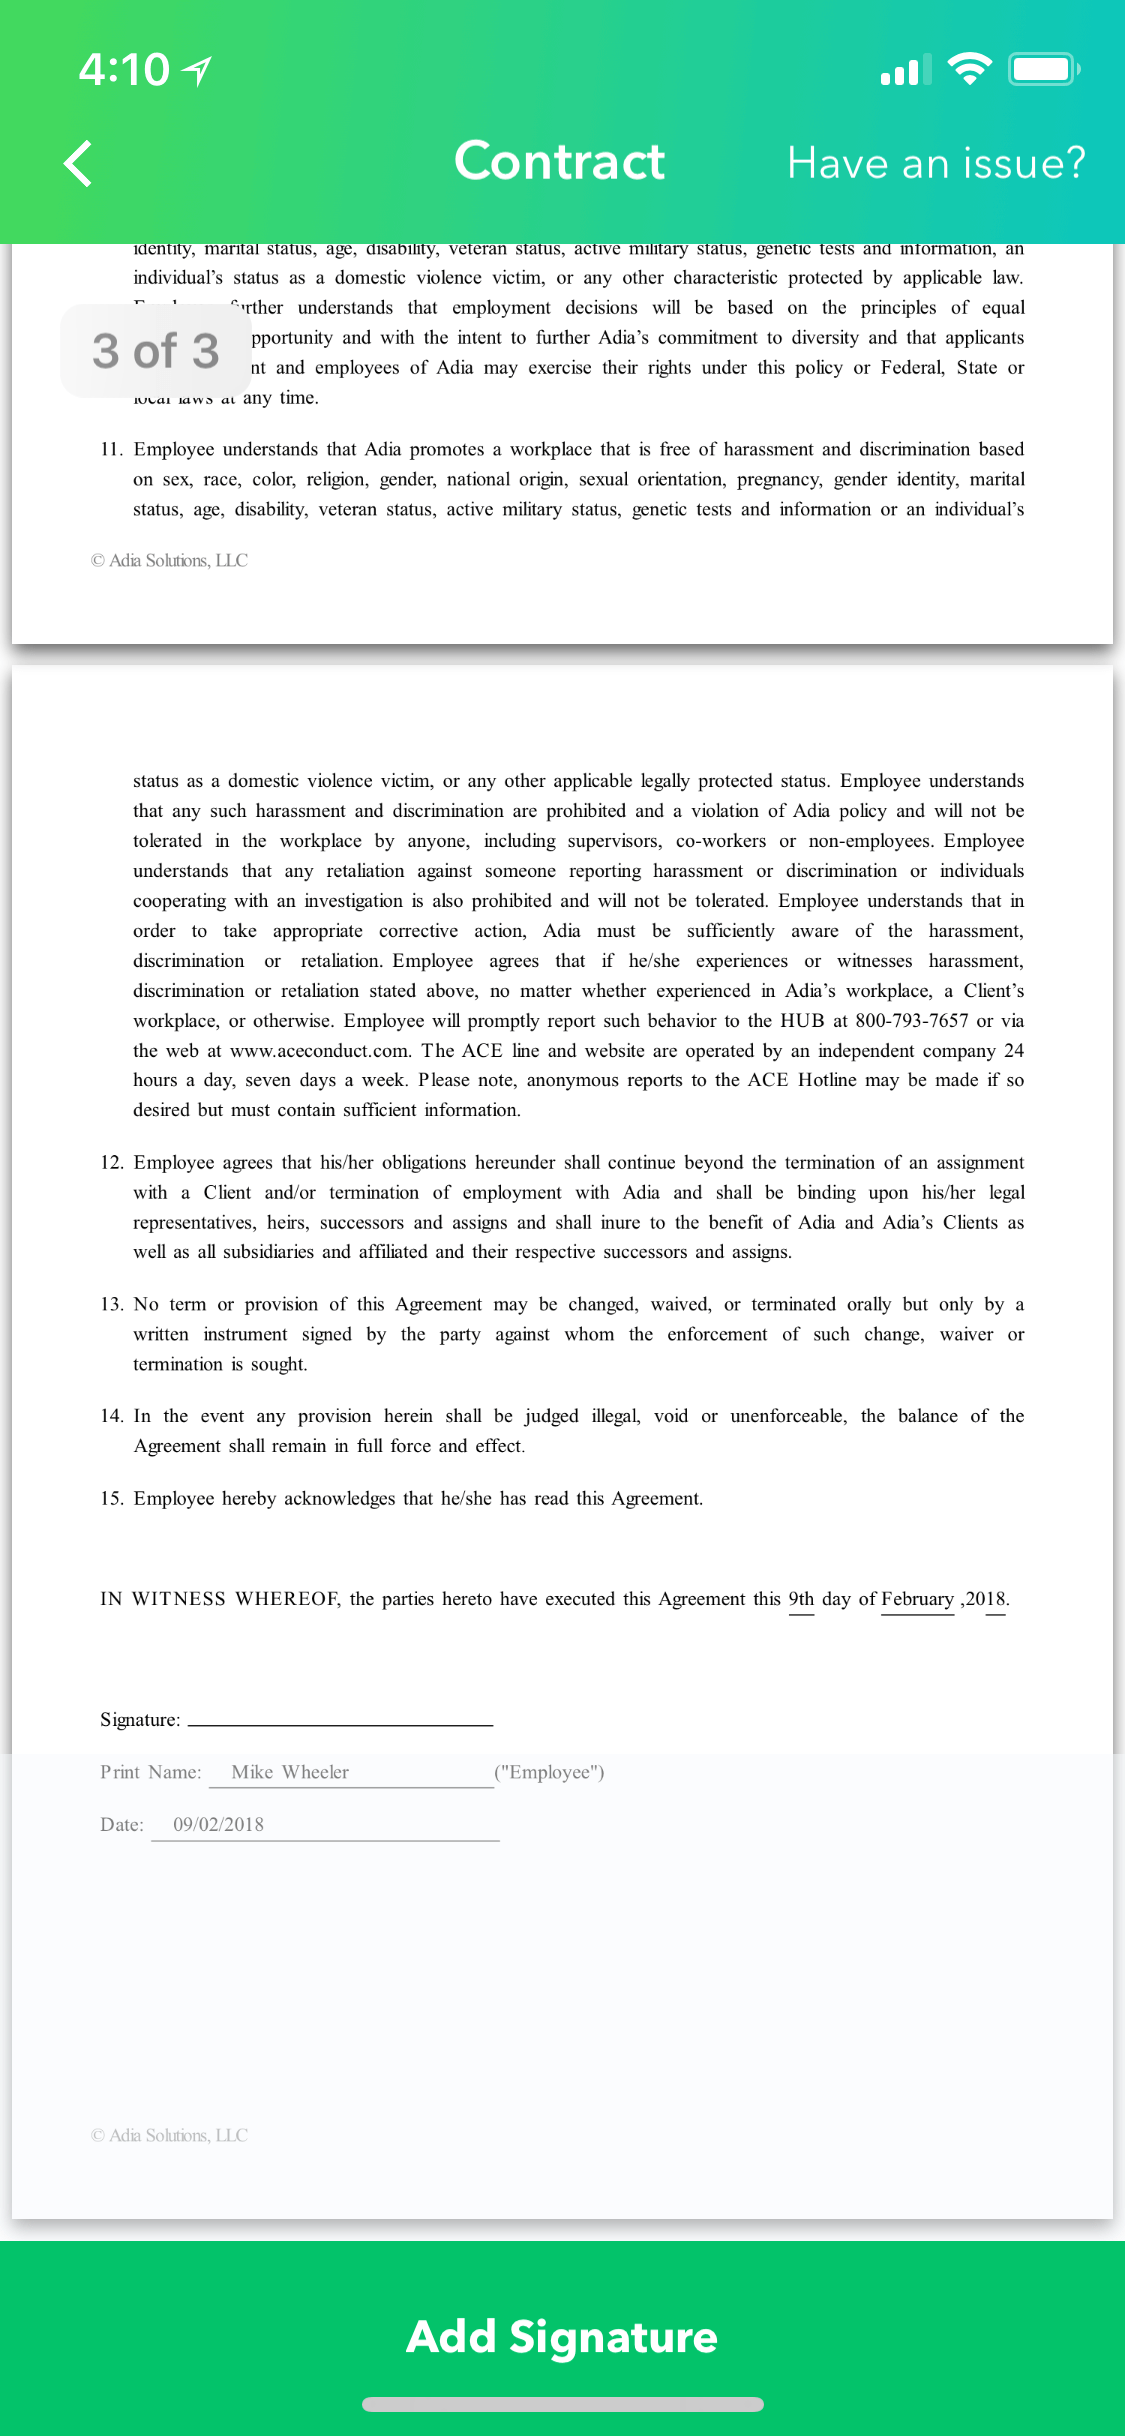 4:10
Contract
Have an issue?
identity, marital status, age, disability, veteran status, active military status, genetic tests and information, an
individual's status as a domestic violence victim, or any other characteristic protected by applicable law.
further understands that employment decisions will be based on the principles of equal
opportunity and with the intent to further Adia's commitment to diversity and that applicants
and employees of Adia may exercise their rights under this policy or Federal, State or
local laws at any time.
3 of 3
11. Employee understands that Adia promotes a workplace that is free of harassment and discrimination based
on sex, race, color, religion, gender, national origin, sexual orientation, pregnancy, gender identity, marital
status, age, disability, veteran status, active military status, genetic tests and information or an individual's
© Adia Solutions, LLC
status as a domestic violence victim, or any other applicable legally protected status. Employee understands
that any such harassment and discrimination are prohibited and a violation of Adia policy and will not be
tolerated in the workplace by anyone, including supervisors, co-workers or non-employees. Employee
understands that any retaliation against someone reporting harassment or discrimination or individuals
cooperating with an investigation is also prohibited and will not be tolerated. Employee understands that in
order to take appropriate corrective action, Adia must be sufficiently aware of the harassment,
discrimination or retaliation. Employee agrees that if he/she experiences or witnesses harassment,
discrimination or retaliation stated above, no matter whether experienced in Adia's workplace, a Client's
workplace, or otherwise. Employee will promptly report such behavior to the HUB at 800-793-7657 or via
the web at www.aceconduct.com. The ACE line and website are operated by an independent company 24
hours a day, seven days a week. Please note, anonymous reports to the ACE Hotline may be made if so
desired but must contain sufficient information.
12. Employee agrees that his/her obligations hereunder shall continue beyond the termination of an assignment
with a Client and/or termination of employment with Adia and shall be binding upon his/her legal
representatives, heirs, successors and assigns and shall inure to the benefit of Adia and Adia's Clients as
well as all subsidiaries and affiliated and their respective successors and assigns.
13. No term or provision of this Agreement may be changed, waived, or terminated orally but only by a
written instrument signed by the party against whom the enforcement of such change, waiver or
termination is sought.
14. In the event any provision herein shall be judged illegal, void or unenforceable, the balance of the
Agreement shall remain in full force and effect.
15. Employee hereby acknowledges that he/she has read this Agreement.
IN WITNESS WHEREOF, the parties hereto have executed this Agreement this 9th day of February ,2018.
Signature:
Print Name: Mike Wheeler ("Employee")
Date: 09/02/2018
© Adia Solutions, LLC
Add Signature